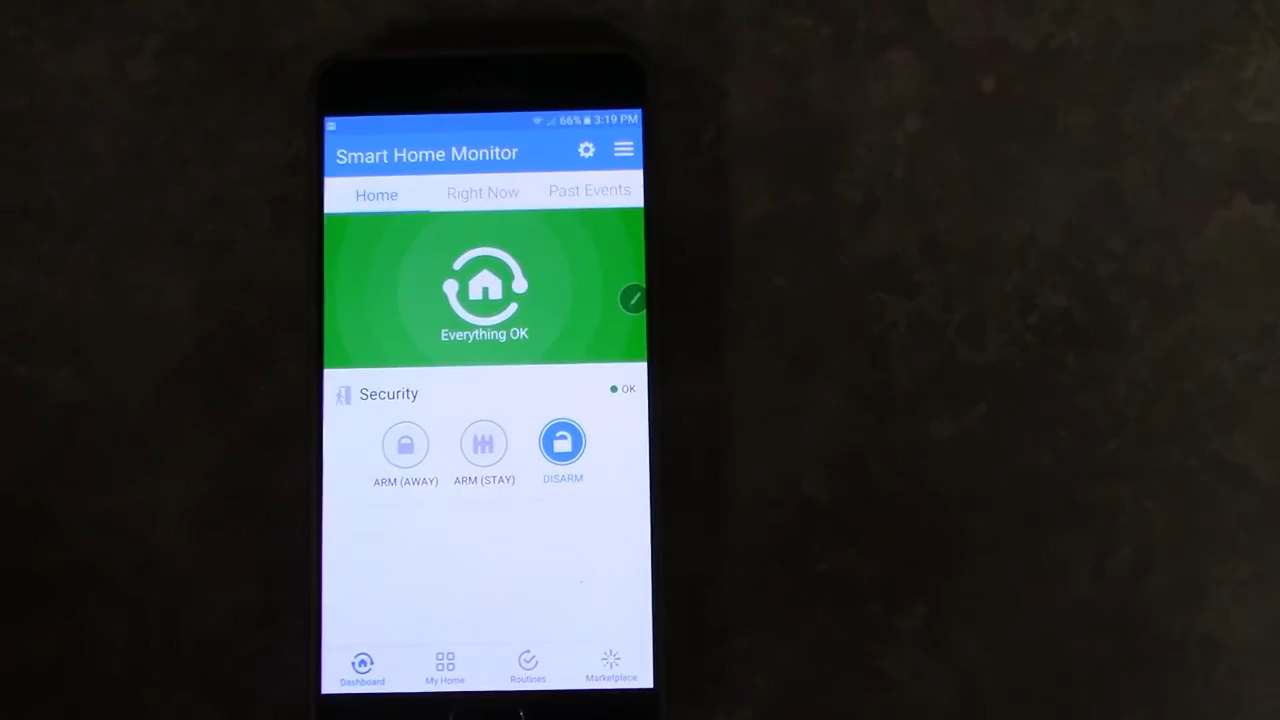 66% 3:19 PM
Smart Home Monitor
Home Right Now Past Events
Everything OK
Security OK
ARM (AWAY) ARM (STAY) DISARM
Dashboard My Home Routines Marketplace